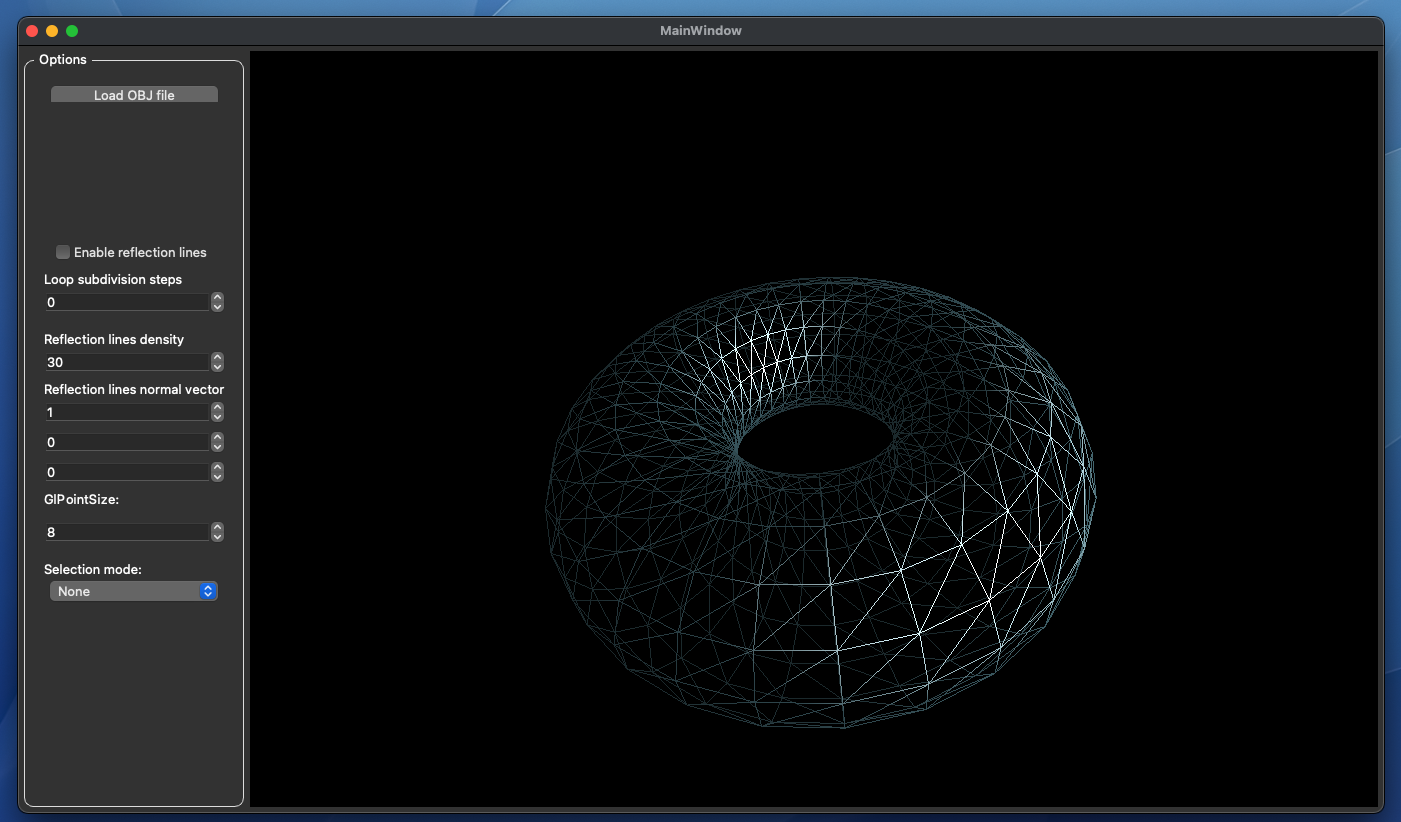 MainWindow
Options
Load OBJ file
Enable reflection lines
Loop subdivision steps
0
Reflection lines density
30
Reflection lines normal vector
1
0
0
GlPointSize:
8
Selection mode:
None